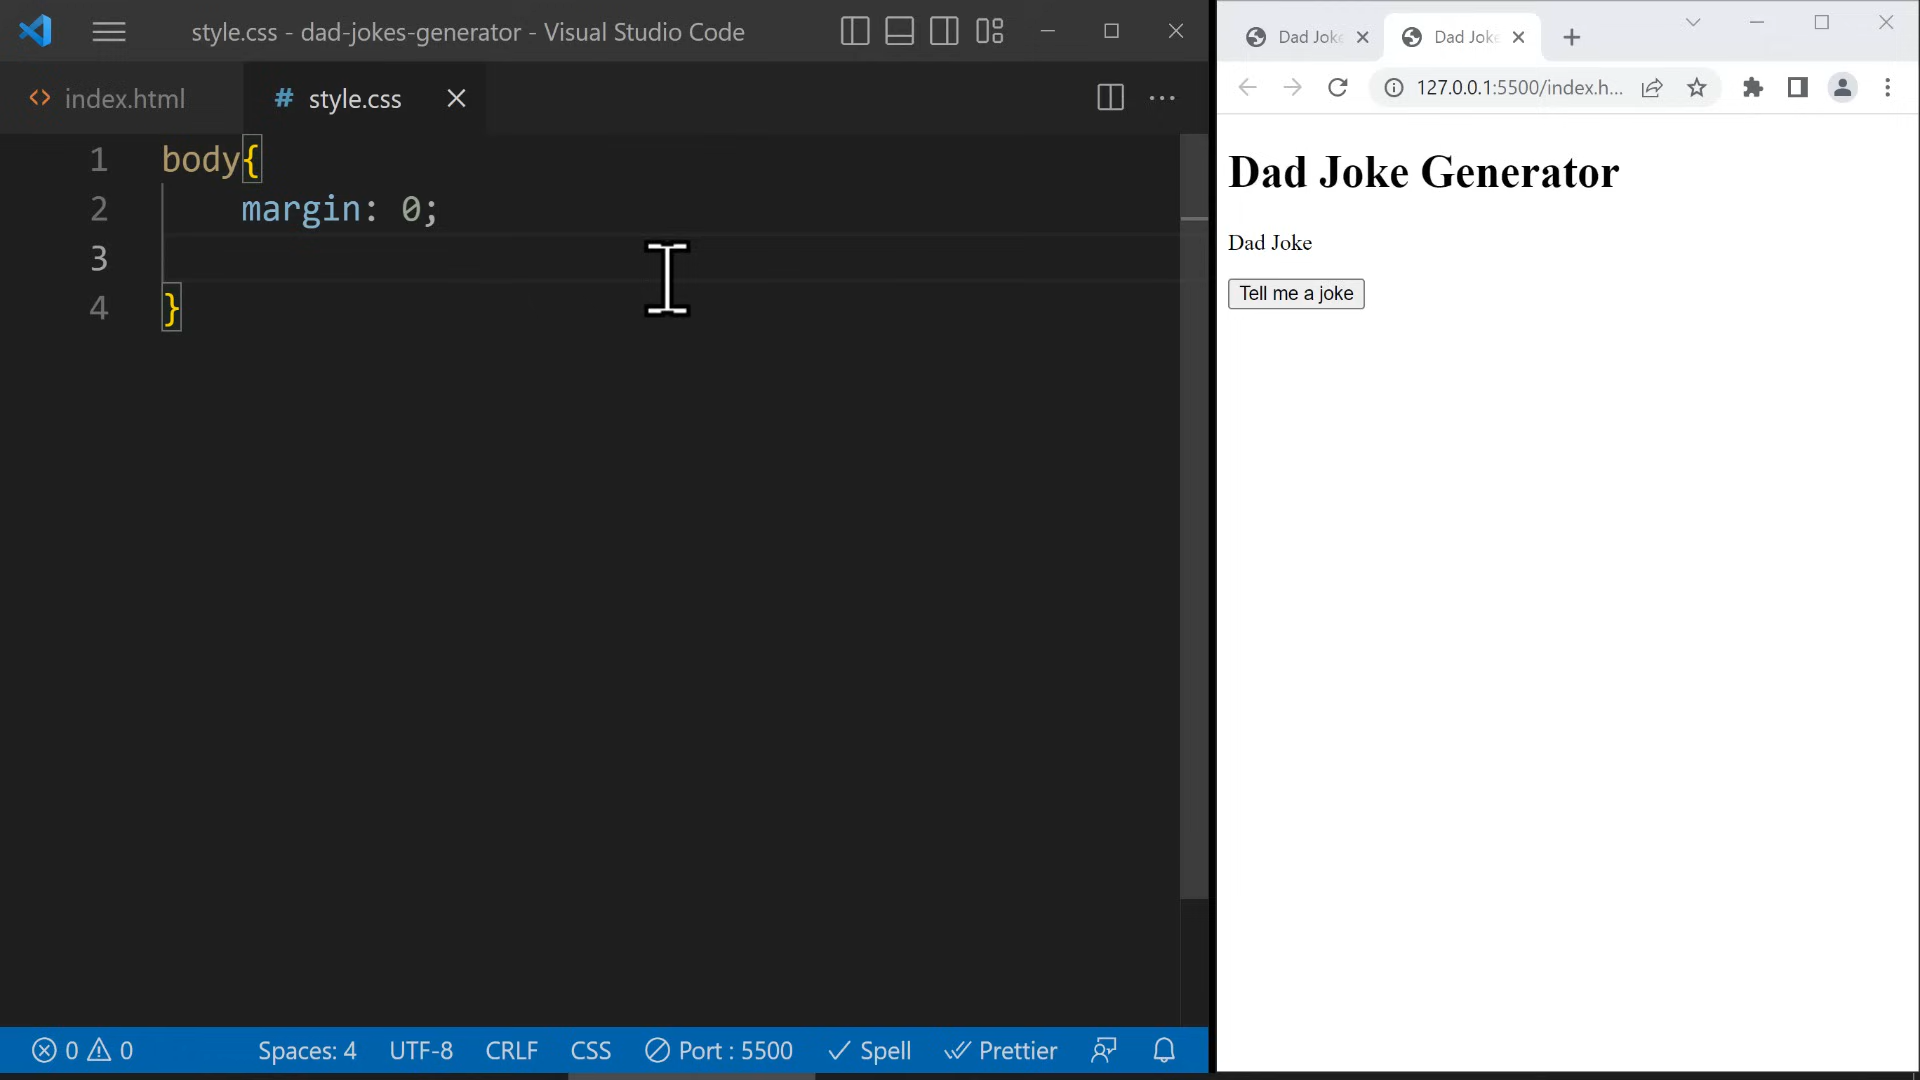 style.css - dad-jokes-generator - Visual Studio Code
index.html
# style.css
1 body{
2 margin: 0;
3
4 }
0 0
Spaces: 4
UTF-8
CRLF
CSS
Port : 5500
Spell
Prettier
Dad Joke
Dad Joke
127.0.0.1:5500/index.h...
Dad Joke Generator
Dad Joke
Tell me a joke